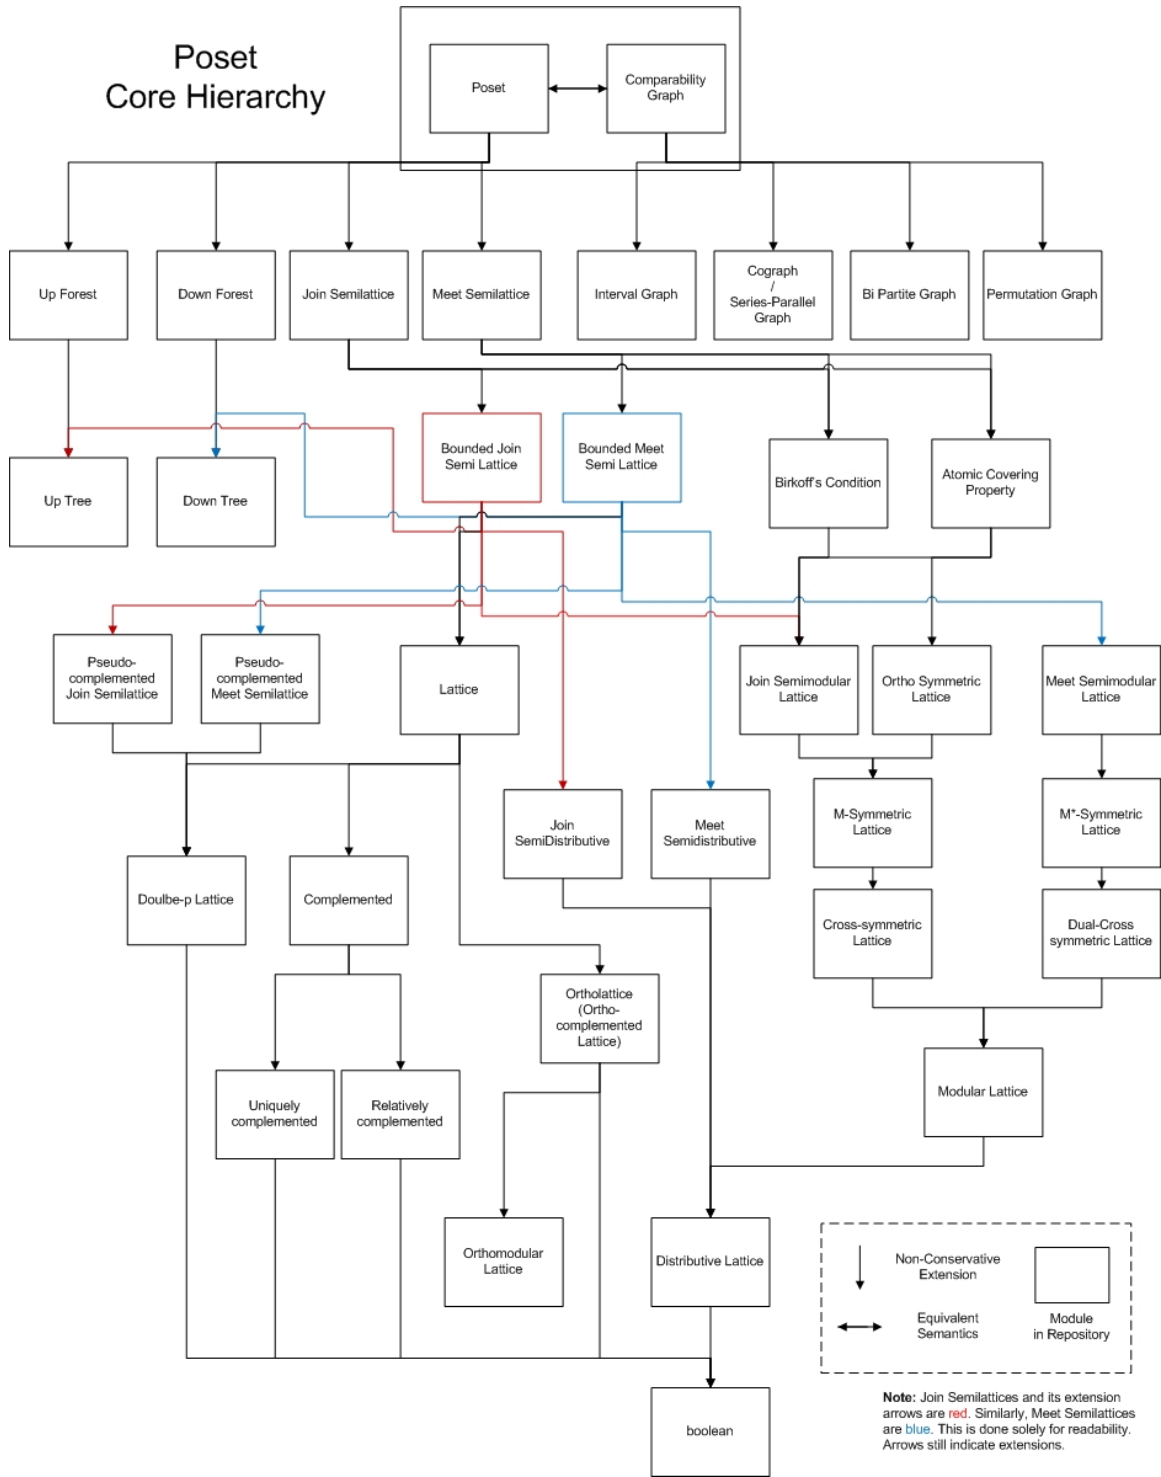 Poset
Core Hierarchy
Poset
Comparability
Graph
Up Forest
Down Forest
Join Semilattice
Meet Semilattice
Interval Graph
Cograph
/
Series-Parallel
Graph
Bi Partite Graph
Permutation Graph
Bounded Join
Semi Lattice
Bounded Meet
Semi Lattice
Birkoff's Condition
Atomic Covering
Property
Up Tree
Down Tree
Pseudo-
complemented
Join Semilattice
Pseudo-
complemented
Meet Semilattice
Lattice
Join Semimodular
Lattice
Ortho Symmetric
Lattice
Meet Semimodular
Lattice
Join
SemiDistributive
Meet
Semidistributive
M-Symmetric
Lattice
M*-Symmetric
Lattice
Doulbe-p Lattice
Complemented
Cross-symmetric
Lattice
Dual-Cross
symmetric Lattice
Ortholattice
(Ortho-
complemented
Lattice)
Uniquely
complemented
Relatively
complemented
Modular Lattice
Orthomodular
Lattice
Distributive Lattice
Non-Conservative
Extension
Equivalent
Semantics
Module
in Repository
boolean
Note: Join Semilattices and its extension
arrows are red. Similarly, Meet Semilattices
are blue. This is done solely for readability.
Arrows still indicate extensions.